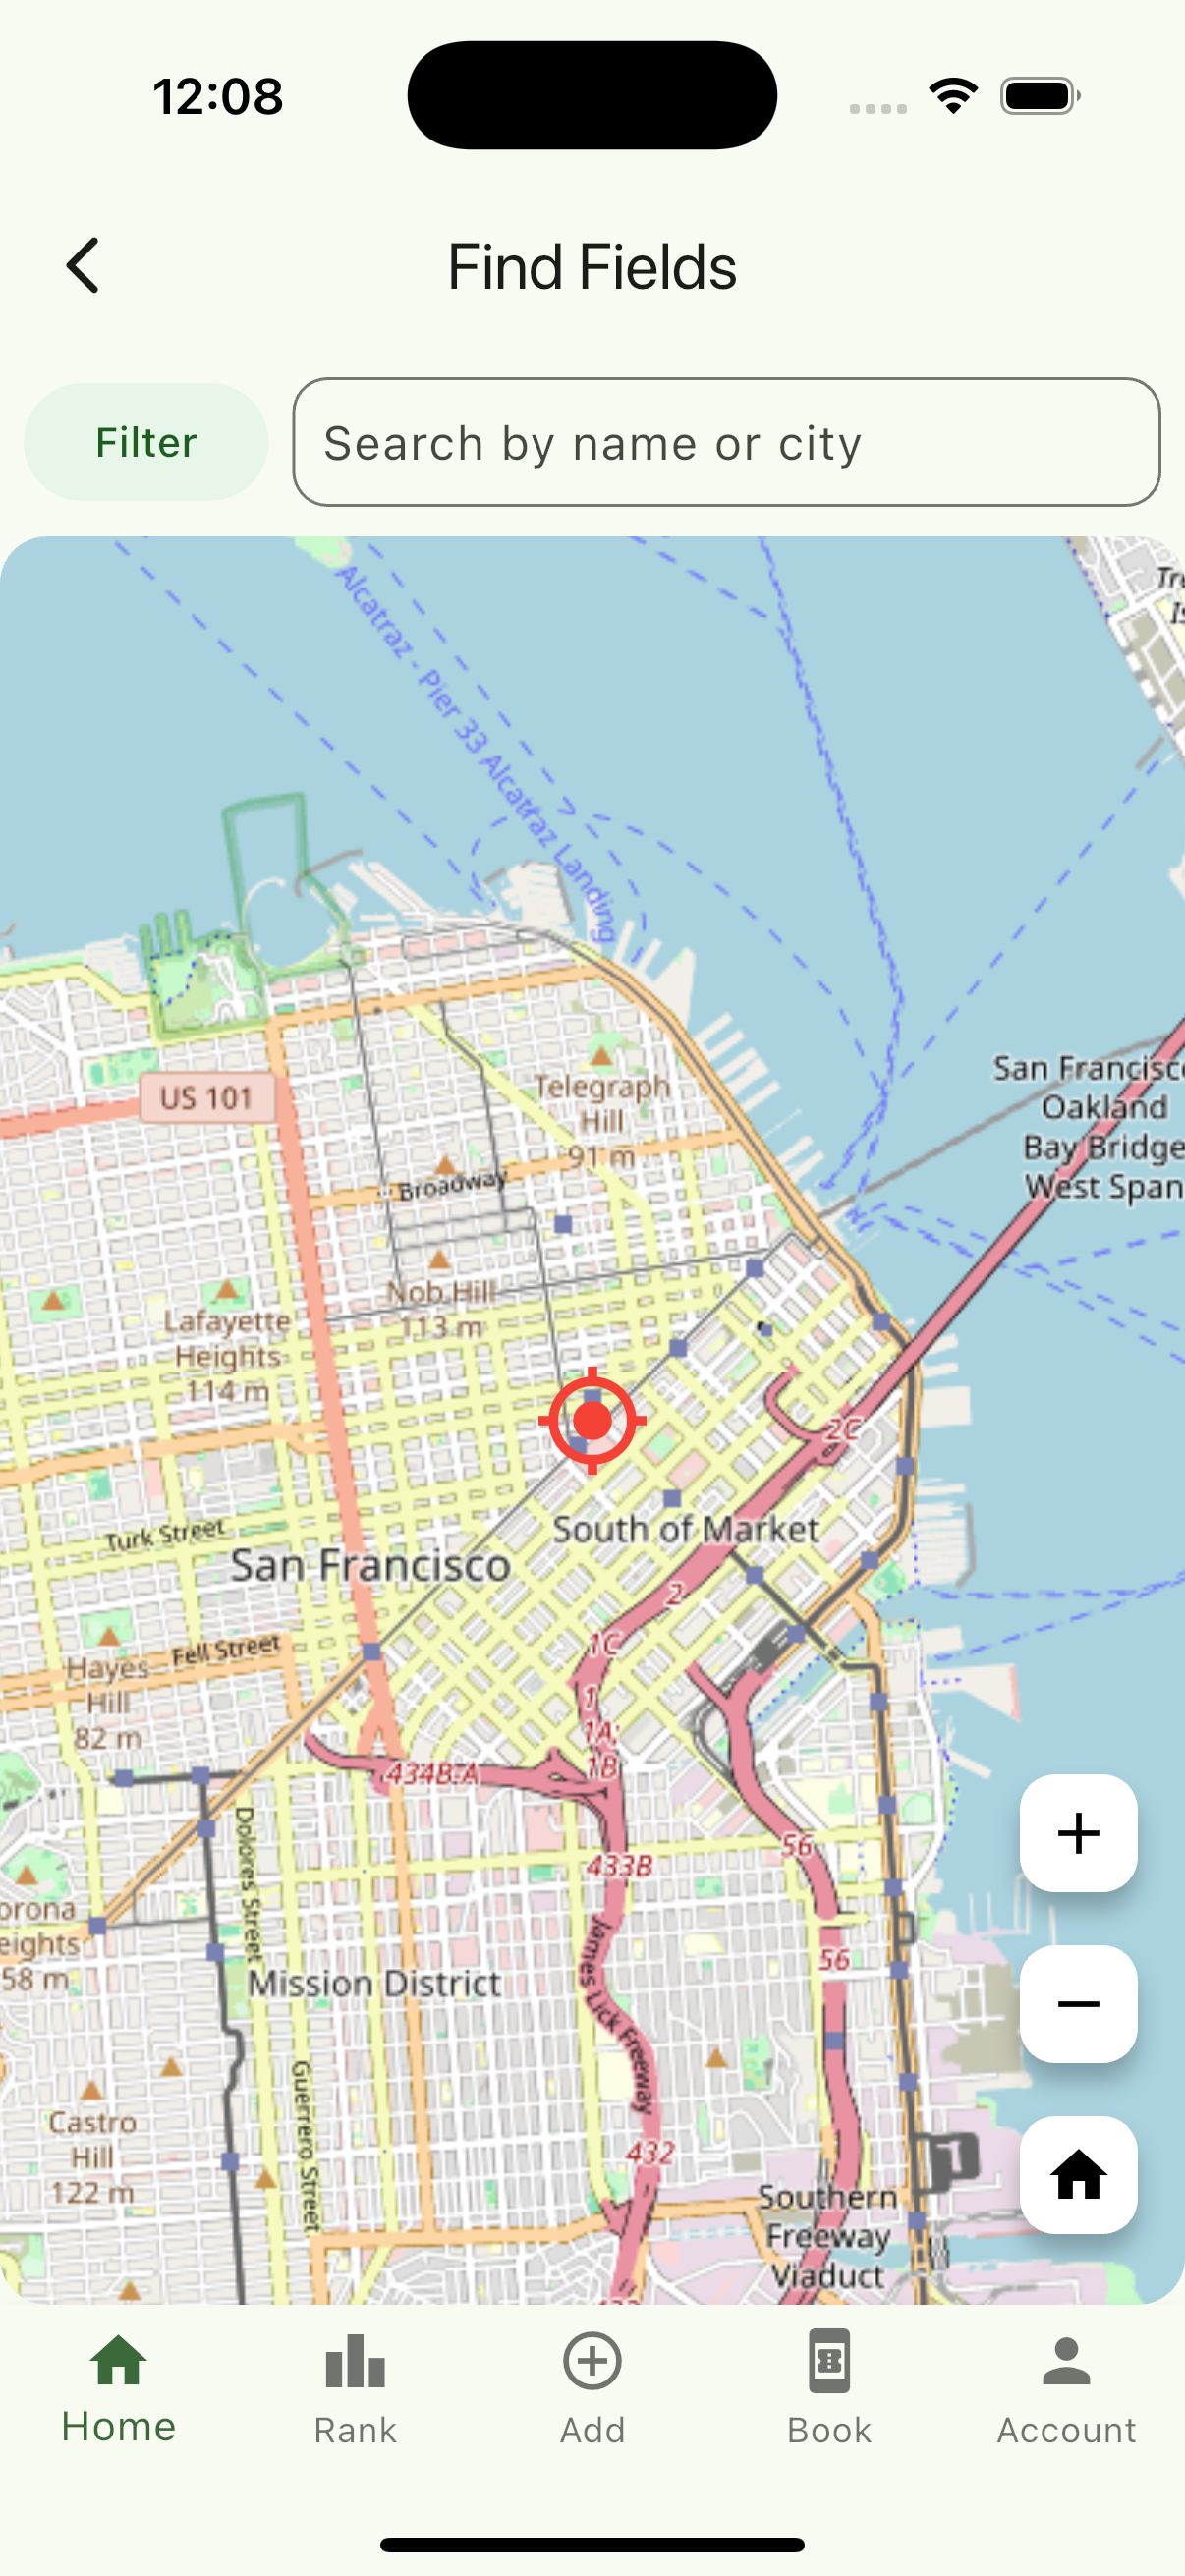 12:08
Find Fields
Filter
Search by name or city
Alcatraz - Pier 33 Alcatraz Landing
US 101
Telegraph
Hill
91 m
San Francisco
Oakland
Bay Bridge
West Span
Broadway
Nob Hill
113 m
Lafayette
Heights
114 m
2C
South of Market
Turk Street
San Francisco
2
1C
Fell Street
Hayes
Hill
82 m
1
1A;
1B
434B:A
56
433B
Dolores Street
orona
eights
58 m
James Lick Freeway
56
Mission District
Guerrero Street
Castro
Hill
122 m
432
Southern
Freeway
Viaduct
Home
Rank
Add
Book
Account